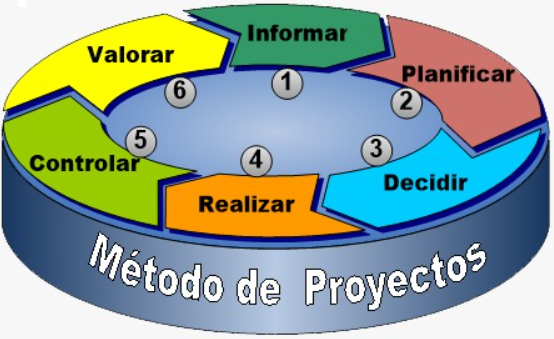 Informar
1
Planificar
2
Decidir
3
Realizar
4
Controlar
5
Valorar
6
Método de Proyectos